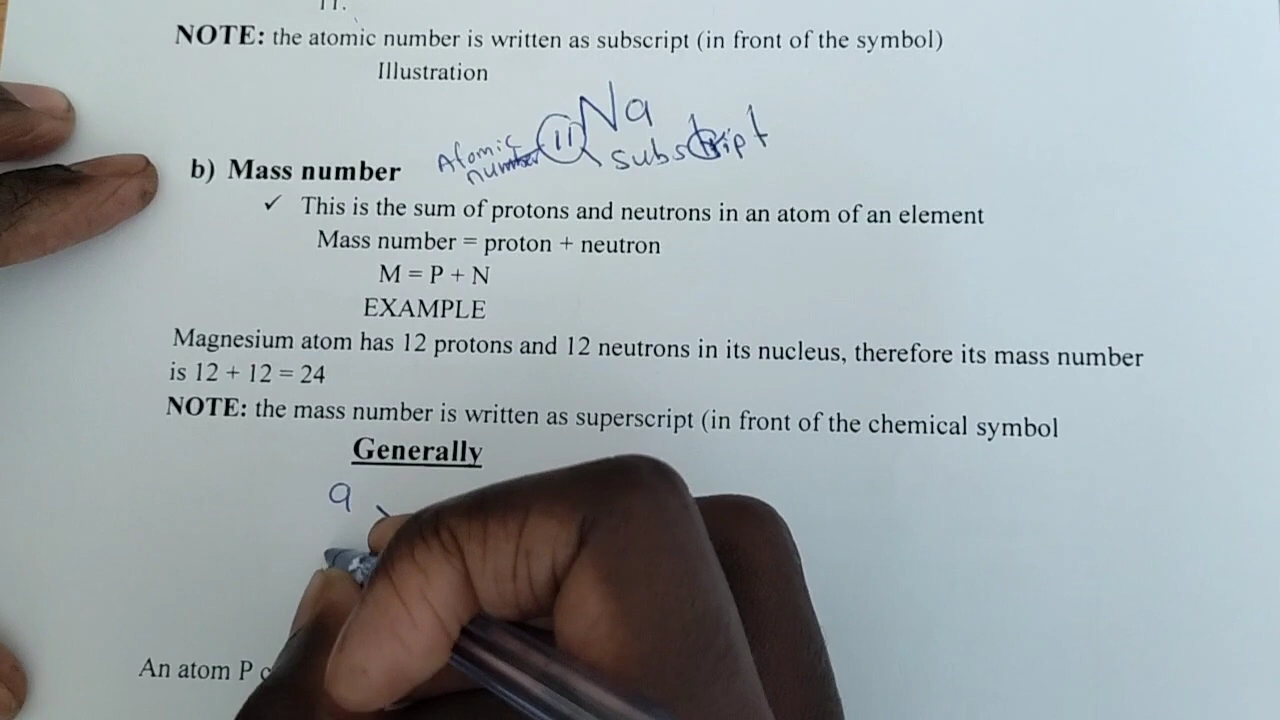 11.
NOTE: the atomic number is written as subscript (in front of the symbol)
Illustration
Na
Atomic 11
number subscript
b) Mass number
✓ This is the sum of protons and neutrons in an atom of an element
Mass number = proton + neutron
M = P + N
EXAMPLE
Magnesium atom has 12 protons and 12 neutrons in its nucleus, therefore its mass number
is 12 + 12 = 24
NOTE: the mass number is written as superscript (in front of the chemical symbol
Generally
a
An atom P